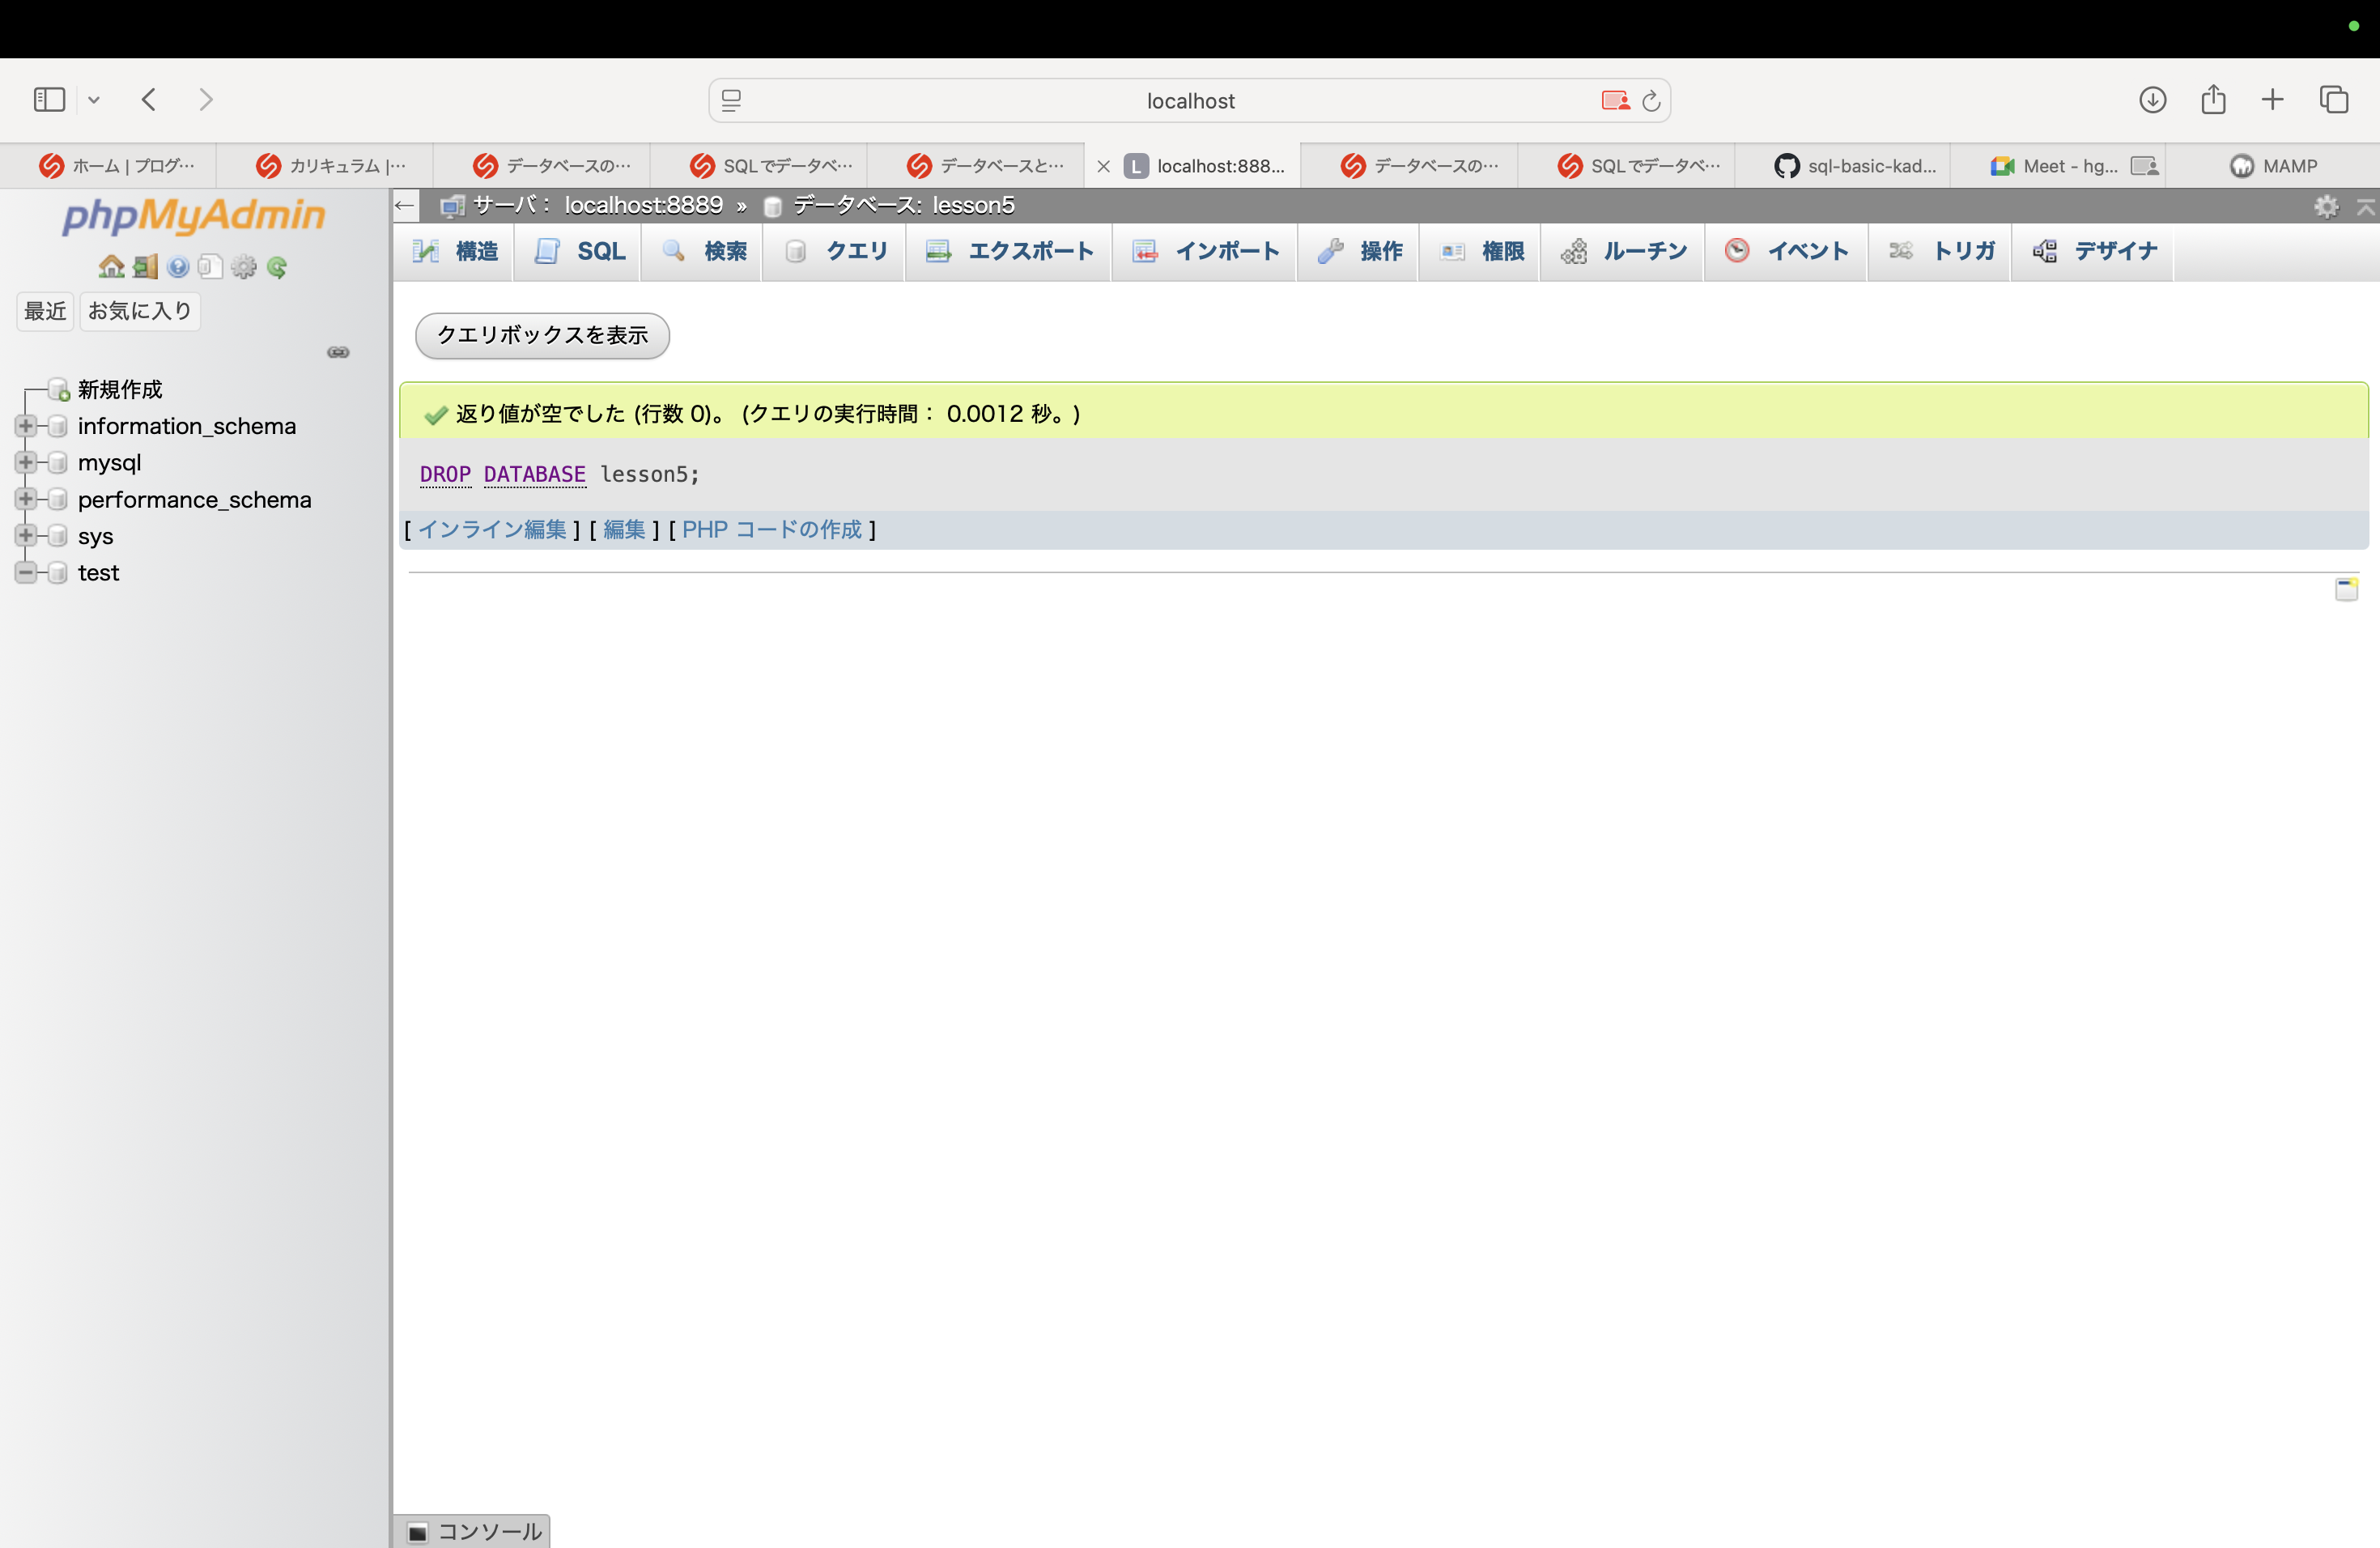 localhost
ホーム | プログ…
カリキュラム |…
データベースの…
SQLでデータベ…
データベースと…
L localhost:888...
データベースの…
SQLでデータベ…
sql-basic-kad...
Meet - hg...
MAMP
phpMyAdmin
最近 お気に入り
新規作成
information_schema
mysql
performance_schema
sys
test
サーバ： localhost:8889 » データベース: lesson5
構造 SQL 検索 クエリ エクスポート インポート 操作 権限 ルーチン イベント トリガ デザイナ
クエリボックスを表示
返り値が空でした (行数 0)。 (クエリの実行時間： 0.0012 秒。)
DROP DATABASE lesson5;
[ インライン編集 ] [ 編集 ] [ PHP コードの作成 ]
コンソール